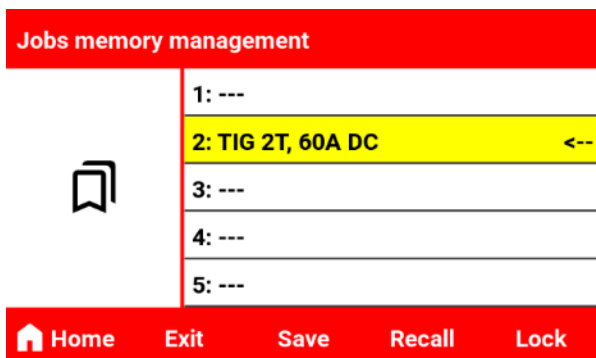 Jobs memory management
1: ---
2: TIG 2T, 60A DC <--
3: ---
4: ---
5: ---
Home Exit Save Recall Lock